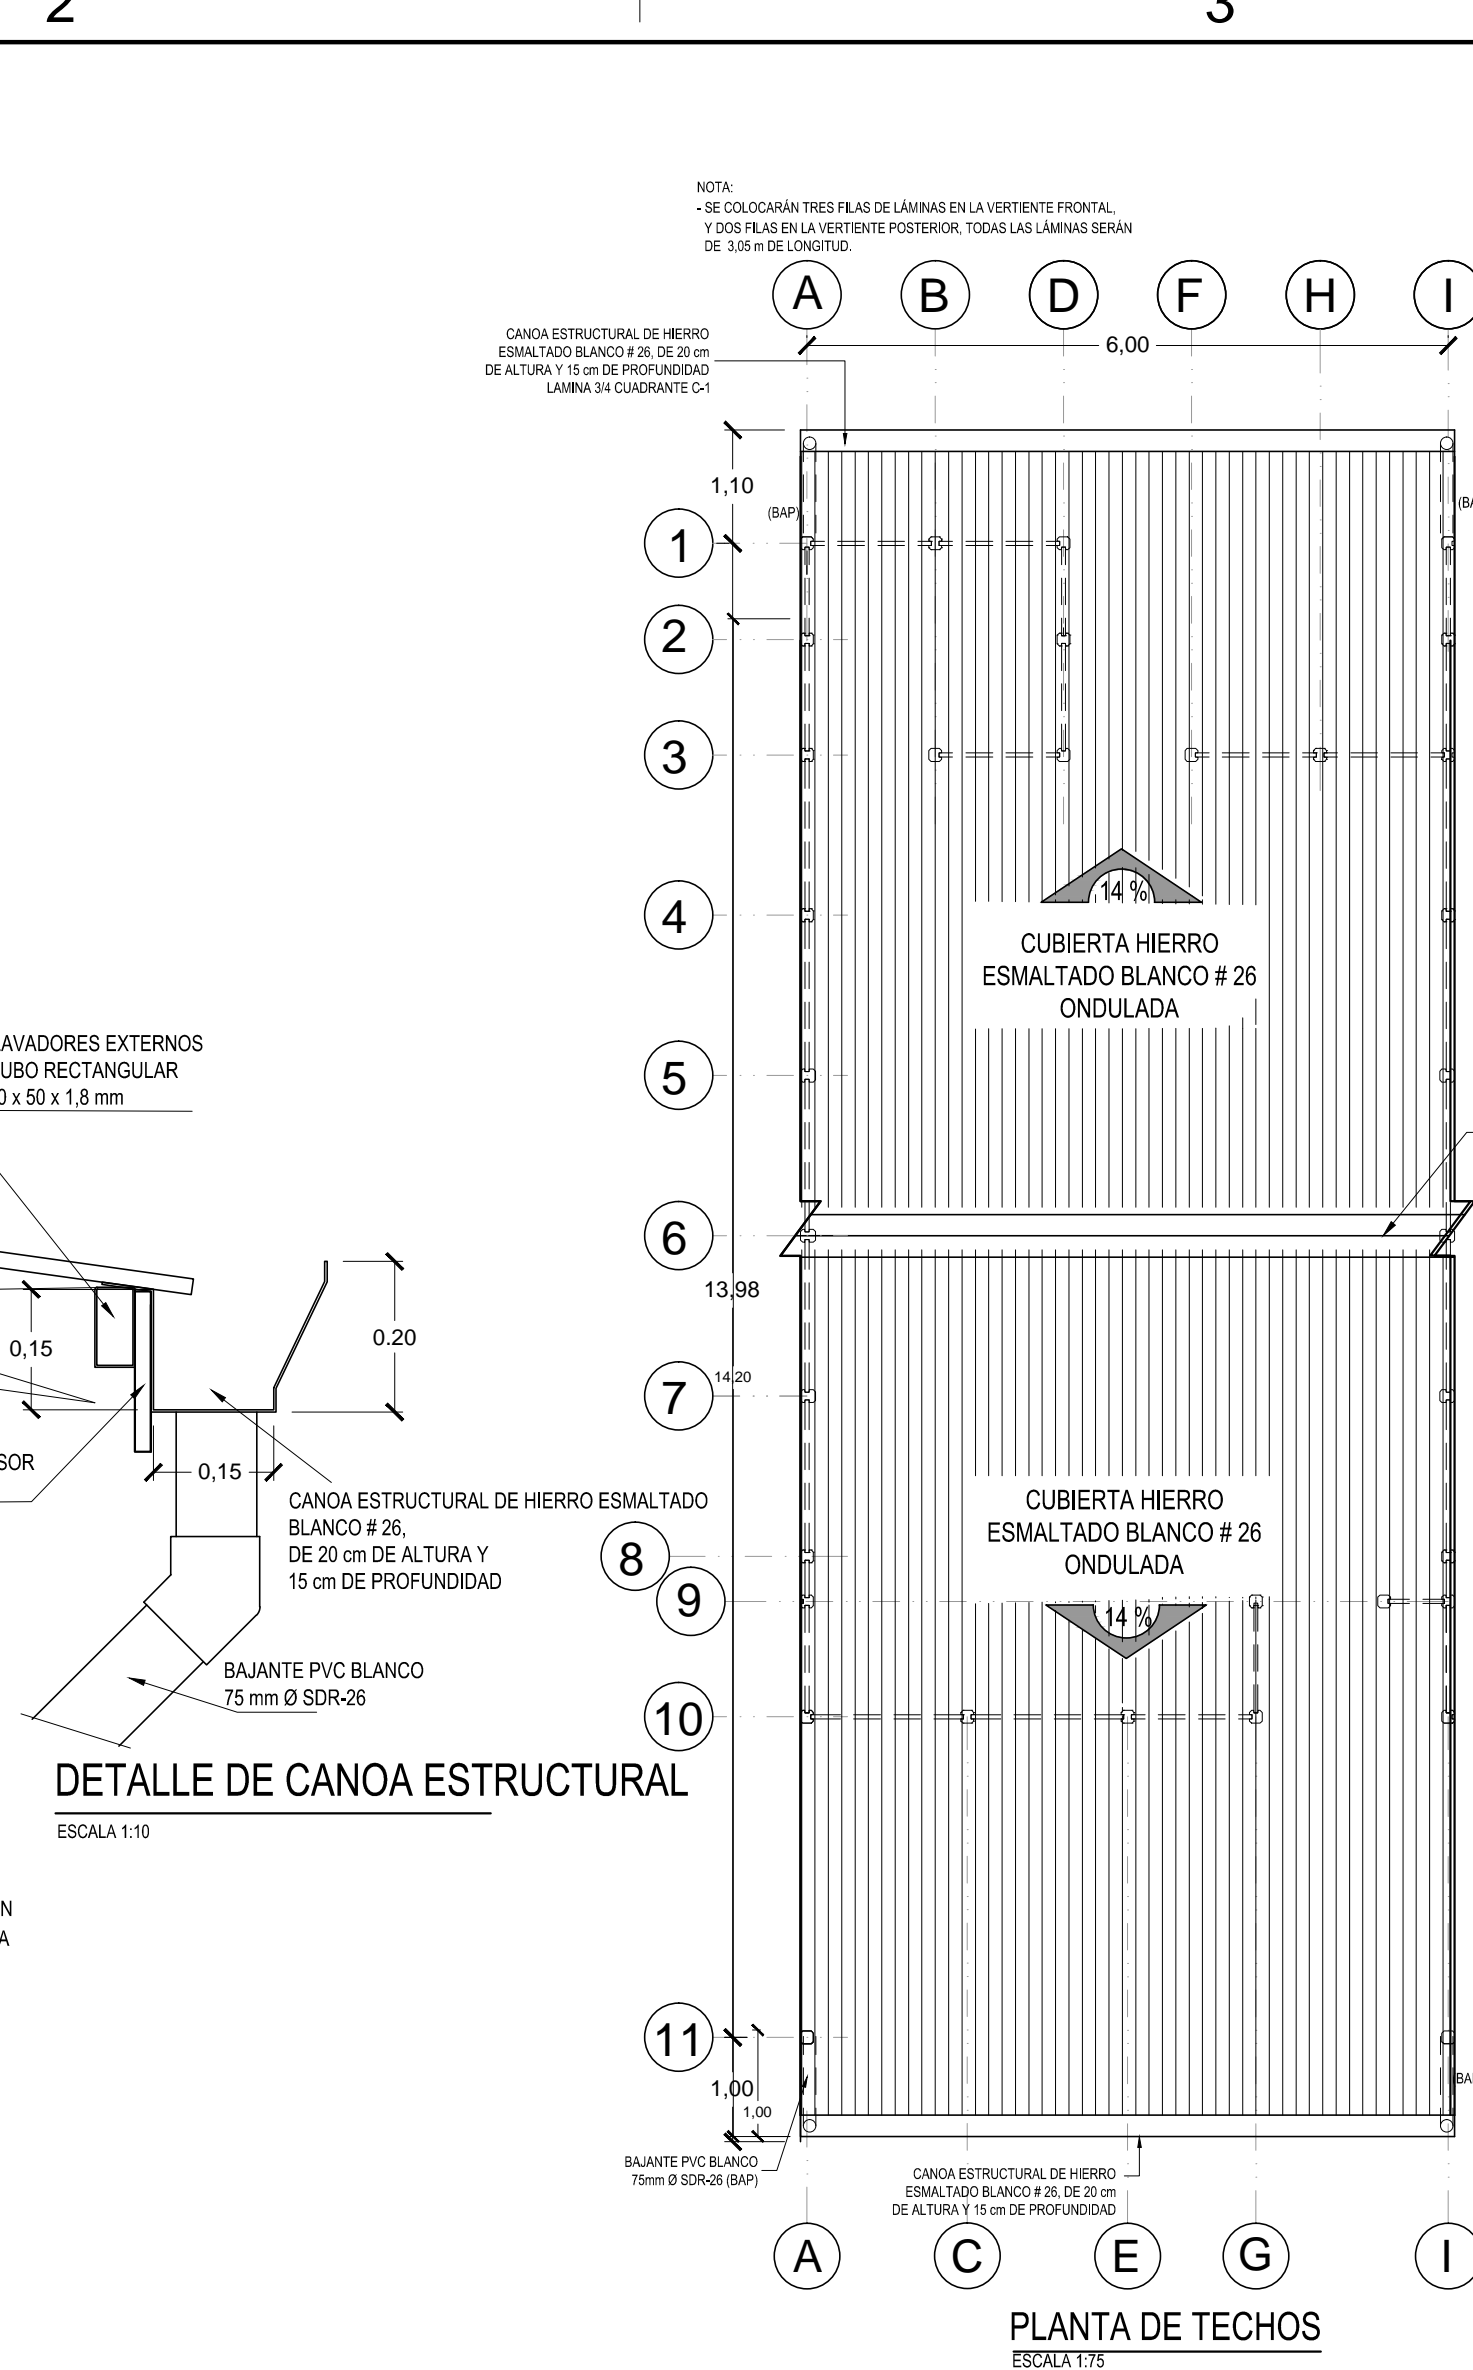 2
3
NOTA:
- SE COLOCARÁN TRES FILAS DE LÁMINAS EN LA VERTIENTE FRONTAL,
Y DOS FILAS EN LA VERTIENTE POSTERIOR, TODAS LAS LÁMINAS SERÁN
DE 3,05 m DE LONGITUD.
A B D F H I
6,00
CANOA ESTRUCTURAL DE HIERRO
ESMALTADO BLANCO # 26, DE 20 cm
DE ALTURA Y 15 cm DE PROFUNDIDAD
LAMINA 3/4 CUADRANTE C-1
1,10
(BAP)
(BA
1
2
3
4
14 %
CUBIERTA HIERRO
ESMALTADO BLANCO # 26
ONDULADA
5
6
13,98
7
14,20
CUBIERTA HIERRO
ESMALTADO BLANCO # 26
ONDULADA
14 %
8
9
10
11
1,00
1,00
BAJANTE PVC BLANCO
75mm Ø SDR-26 (BAP)
CANOA ESTRUCTURAL DE HIERRO
ESMALTADO BLANCO # 26, DE 20 cm
DE ALTURA Y 15 cm DE PROFUNDIDAD
(BA
A C E G I
PLANTA DE TECHOS
ESCALA 1:75
AVADORES EXTERNOS
UBO RECTANGULAR
0 x 50 x 1,8 mm
0,15
0.20
0,15
SOR
CANOA ESTRUCTURAL DE HIERRO ESMALTADO
BLANCO # 26,
DE 20 cm DE ALTURA Y
15 cm DE PROFUNDIDAD
BAJANTE PVC BLANCO
75 mm Ø SDR-26
DETALLE DE CANOA ESTRUCTURAL
ESCALA 1:10
N
A